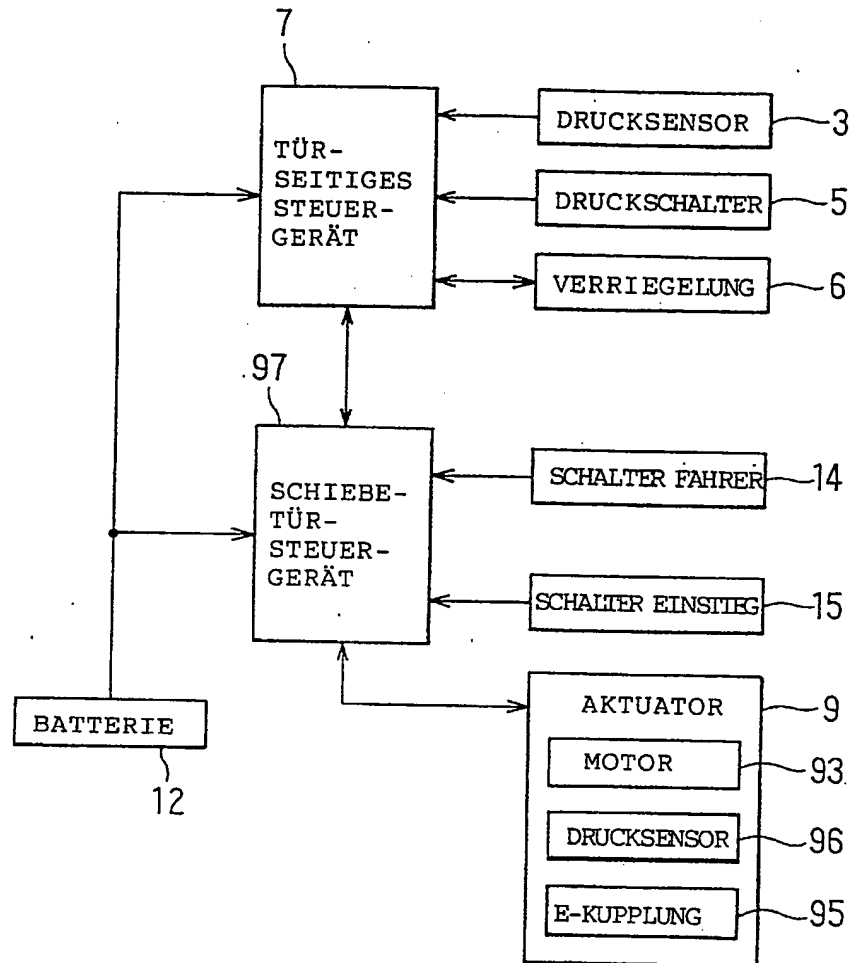 7
TÜR-
SEITIGES
STEUER-
GERÄT
DRUCKSENSOR
3
DRUCKSCHALTER
5
VERRIEGELUNG
6
97
SCHIEBE-
TÜR-
STEUER-
GERÄT
SCHALTER FAHRER
14
SCHALTER EINSTIEG
15
BATTERIE
12
AKTUATOR
9
MOTOR
93
DRUCKSENSOR
96
E-KUPPLUNG
95